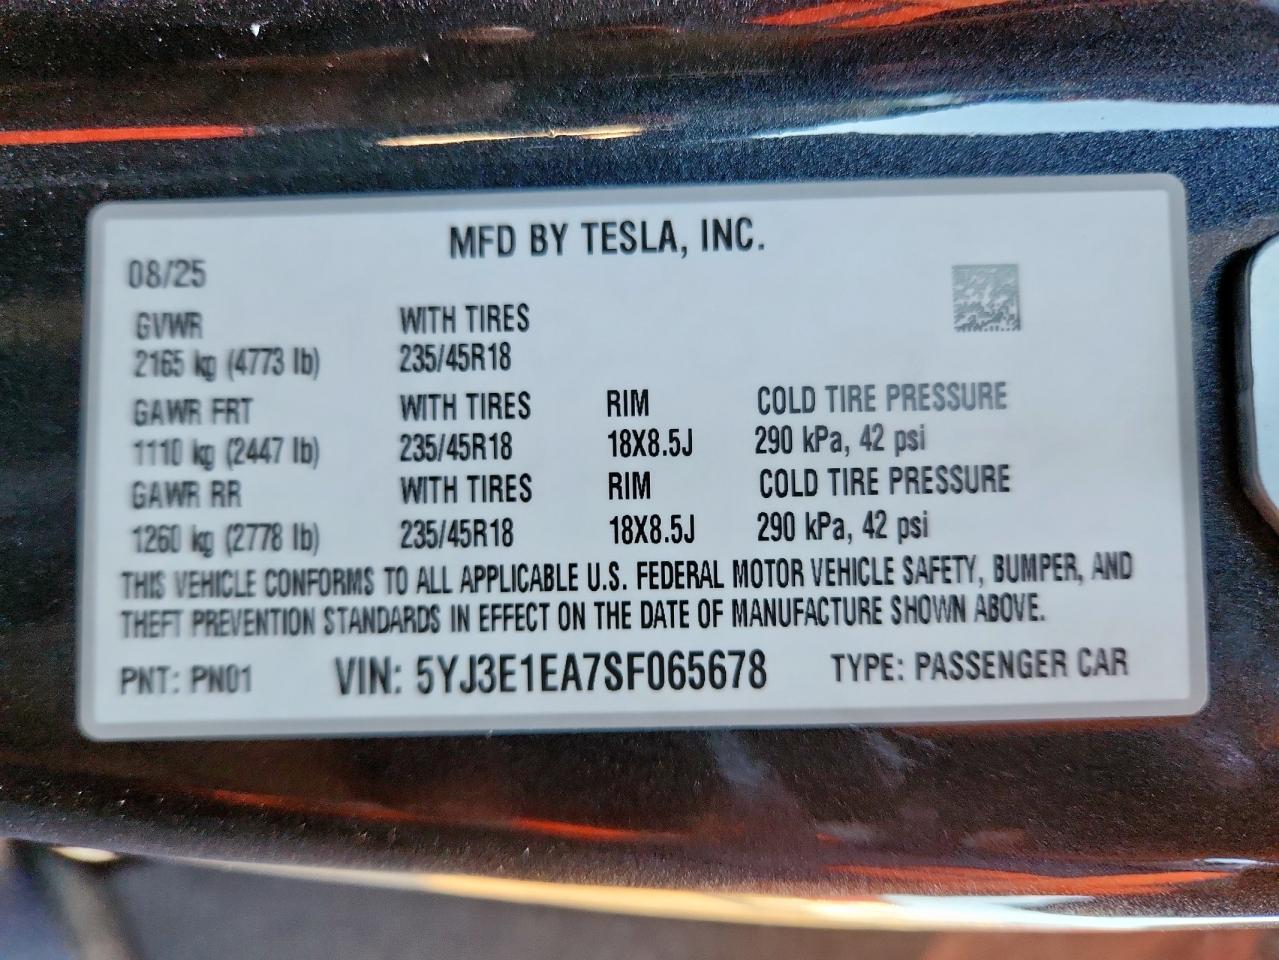 MFD BY TESLA, INC.
08/25
GVWR WITH TIRES
2165 kg (4773 lb) 235/45R18
GAWR FRT WITH TIRES RIM COLD TIRE PRESSURE
1110 kg (2447 lb) 235/45R18 18X8.5J 290 kPa, 42 psi
GAWR RR WITH TIRES RIM COLD TIRE PRESSURE
1260 kg (2778 lb) 235/45R18 18X8.5J 290 kPa, 42 psi
THIS VEHICLE CONFORMS TO ALL APPLICABLE U.S. FEDERAL MOTOR VEHICLE SAFETY, BUMPER, AND
THEFT PREVENTION STANDARDS IN EFFECT ON THE DATE OF MANUFACTURE SHOWN ABOVE.
PNT: PN01 VIN: 5YJ3E1EA7SF065678 TYPE: PASSENGER CAR